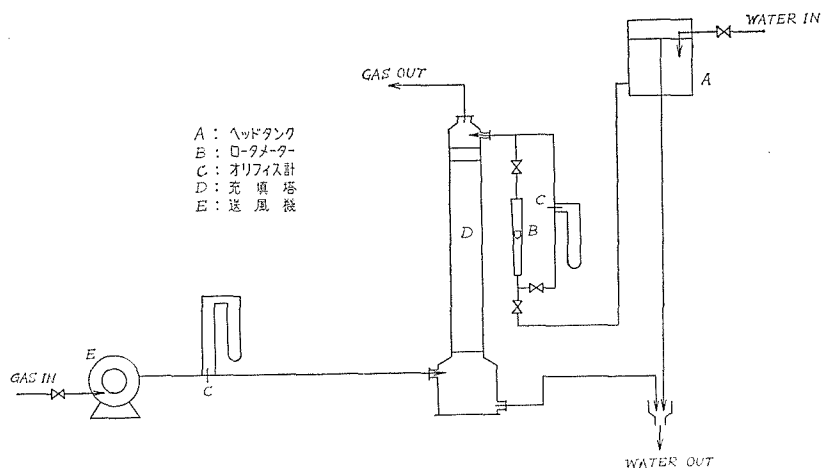 WATER IN
A
GAS OUT
A : ヘッドタンク
B : ロータメーター
C : オリフィス計
D : 充填塔
E : 送風機
C
D
B
E
GAS IN
C
WATER OUT